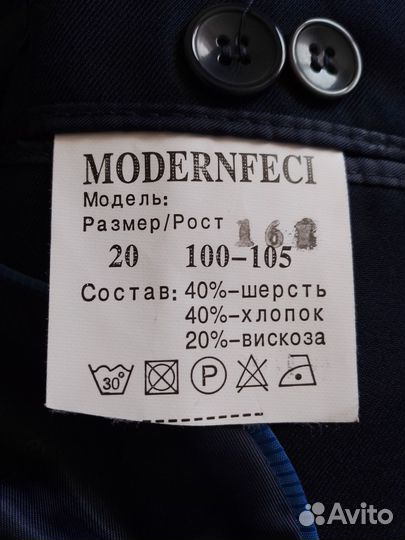 MODERNFECI
Модель:
Размер/Рост
20 100-105
Состав: 40%-шерсть
40%-хлопок
20%-вискоза
30°
P
Avito